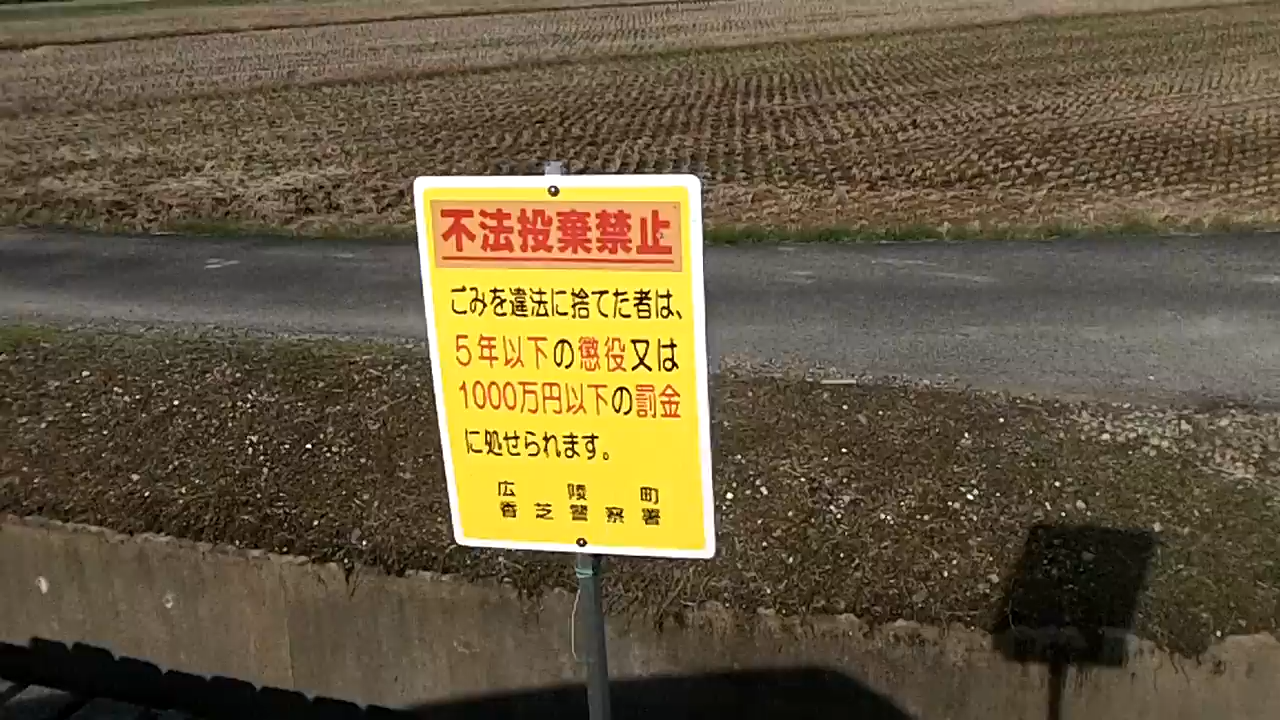 不法投棄禁止
ごみを違法に捨てた者は、
5年以下の懲役又は
1000万円以下の罰金
に処せられます。
広陵町
香芝警察署